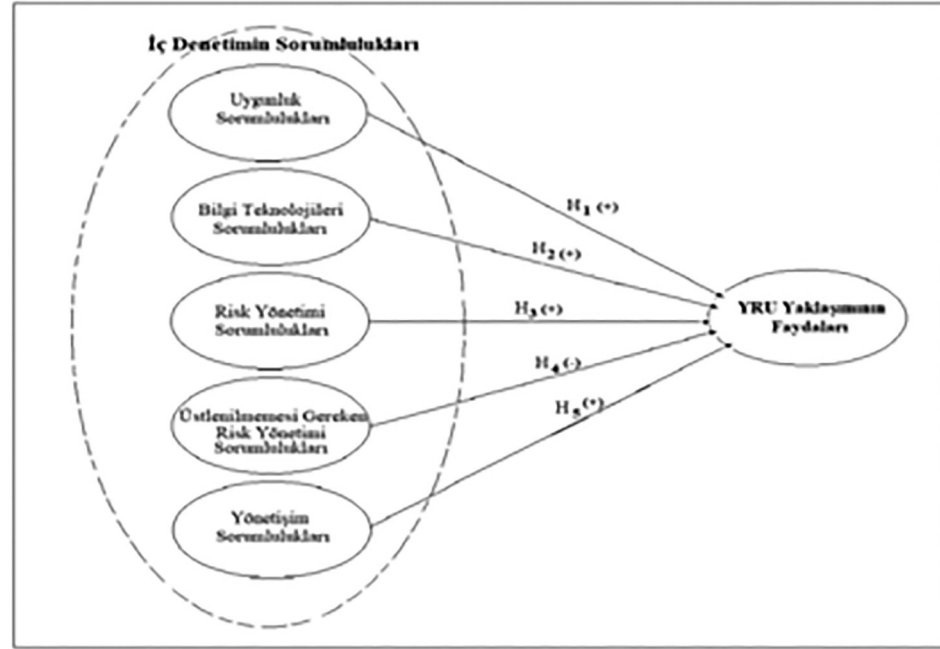 İç Denetimin Sorumlulukları
Uygunluk
Sorumlulukları
Bilgi Teknolojileri
Sorumlulukları
Risk Yönetimi
Sorumlulukları
Üstlenilmemesi Gereken
Risk Yönetimi
Sorumlulukları
Yönetişim
Sorumlulukları
H1 (+)
H2 (+)
H3 (+)
H4 (-)
H5 (+)
YRU Yaklaşımının
Faydaları